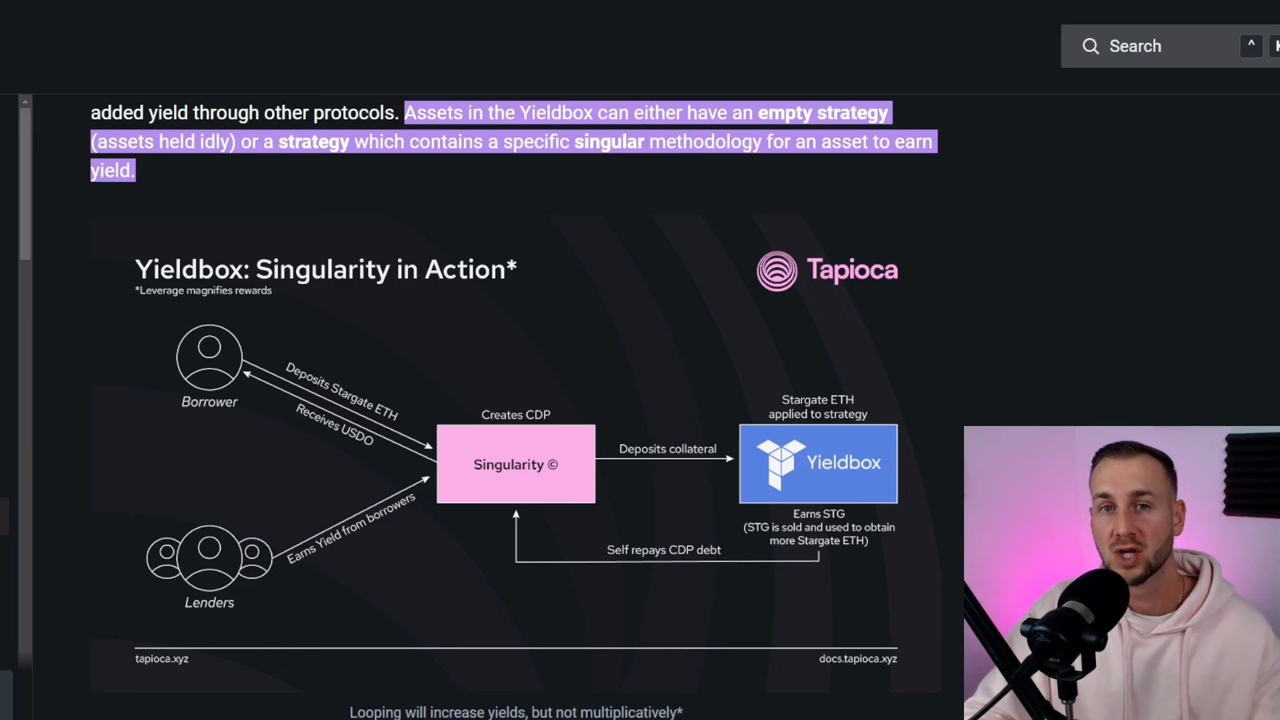 Search
^
K
added yield through other protocols. Assets in the Yieldbox can either have an empty strategy
(assets held idly) or a strategy which contains a specific singular methodology for an asset to earn
yield.
Yieldbox: Singularity in Action*
*Leverage magnifies rewards
Tapioca
Borrower
Deposits Stargate ETH
Receives USDO
Creates CDP
Singularity ©
Deposits collateral
Stargate ETH
applied to strategy
Yieldbox
Earns STG
(STG is sold and used to obtain
more Stargate ETH)
Self repays CDP debt
Earns Yield from borrowers
Lenders
tapioca.xyz
docs.tapioca.xyz
Looping will increase yields, but not multiplicatively*